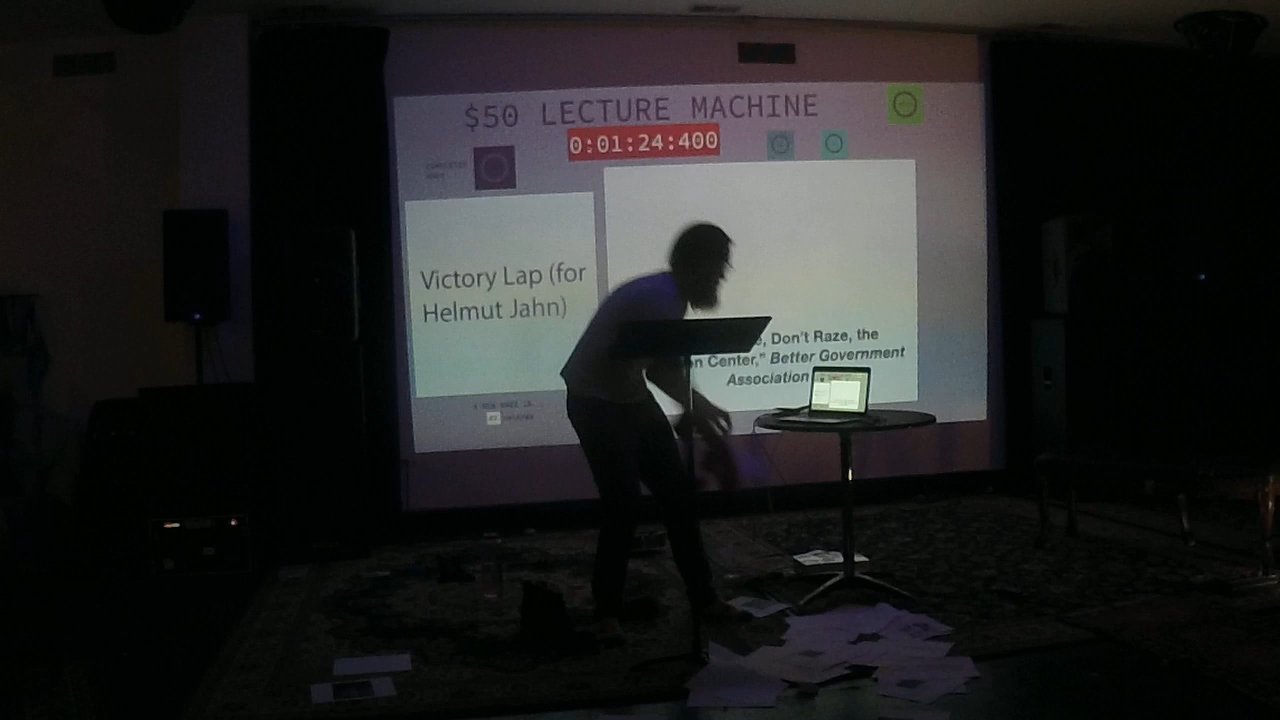 $50 LECTURE MACHINE
0:01:24:400
COMPLETED
Victory Lap (for
Helmut Jahn)
Don't Raze, the
Center," Better Government
Association